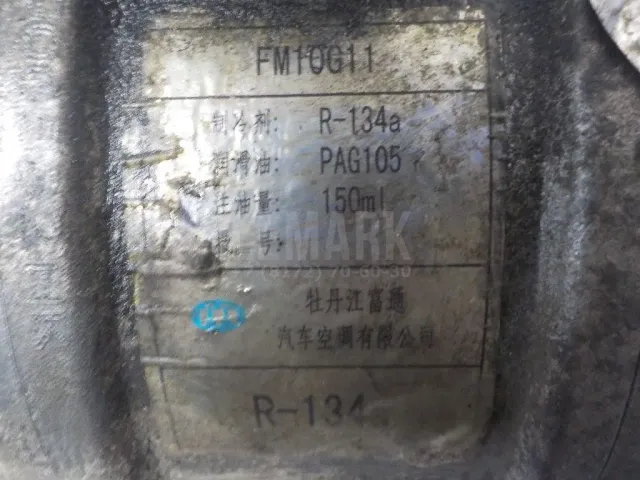 FM10G11
制冷剂: R-134a
润滑油: PAG105
注油量: 150ml
批 号:
牡丹江富通
汽车空调有限公司
R-134